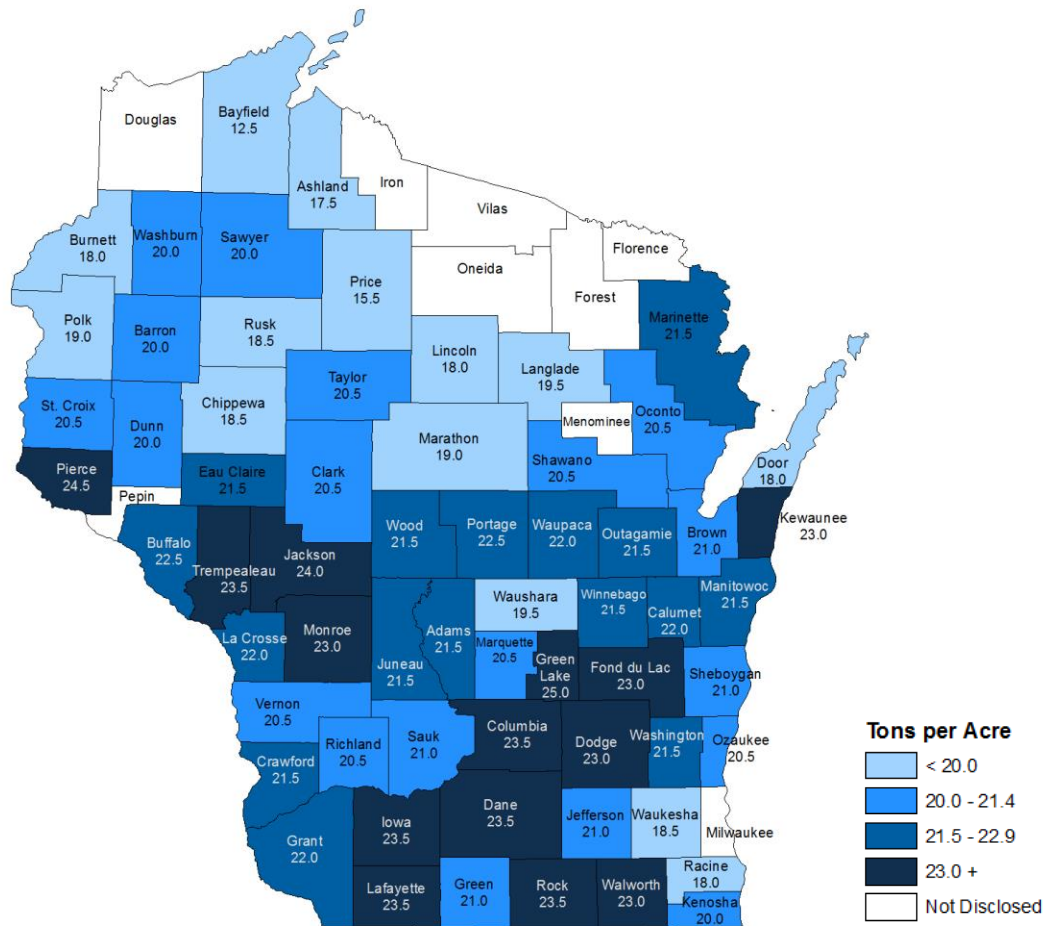 Douglas
Bayfield
12.5
Ashland
17.5
Iron
Vilas
Florence
Burnett
18.0
Washburn
20.0
Sawyer
20.0
Oneida
Forest
Price
15.5
Marinette
21.5
Polk
19.0
Barron
20.0
Rusk
18.5
Lincoln
18.0
Langlade
19.5
Taylor
20.5
Oconto
20.5
St. Croix
20.5
Dunn
20.0
Chippewa
18.5
Menominee
Marathon
19.0
Shawano
20.5
Door
18.0
Pierce
24.5
Eau Claire
21.5
Clark
20.5
Pepin
Wood
21.5
Portage
22.5
Waupaca
22.0
Outagamie
21.5
Brown
21.0
Kewaunee
23.0
Buffalo
22.5
Trempealeau
23.5
Jackson
24.0
Waushara
19.5
Winnebago
21.5
Calumet
22.0
Manitowoc
21.5
La Crosse
22.0
Monroe
23.0
Juneau
21.5
Adams
21.5
Marquette
20.5
Green
Lake
25.0
Fond du Lac
23.0
Sheboygan
21.0
Vernon
20.5
Richland
20.5
Sauk
21.0
Columbia
23.5
Dodge
23.0
Washington
21.5
Ozaukee
20.5
Crawford
21.5
Grant
22.0
Iowa
23.5
Dane
23.5
Jefferson
21.0
Waukesha
18.5
Milwaukee
Lafayette
23.5
Green
21.0
Rock
23.5
Walworth
23.0
Racine
18.0
Kenosha
20.0
Tons per Acre
< 20.0
20.0 - 21.4
21.5 - 22.9
23.0 +
Not Disclosed